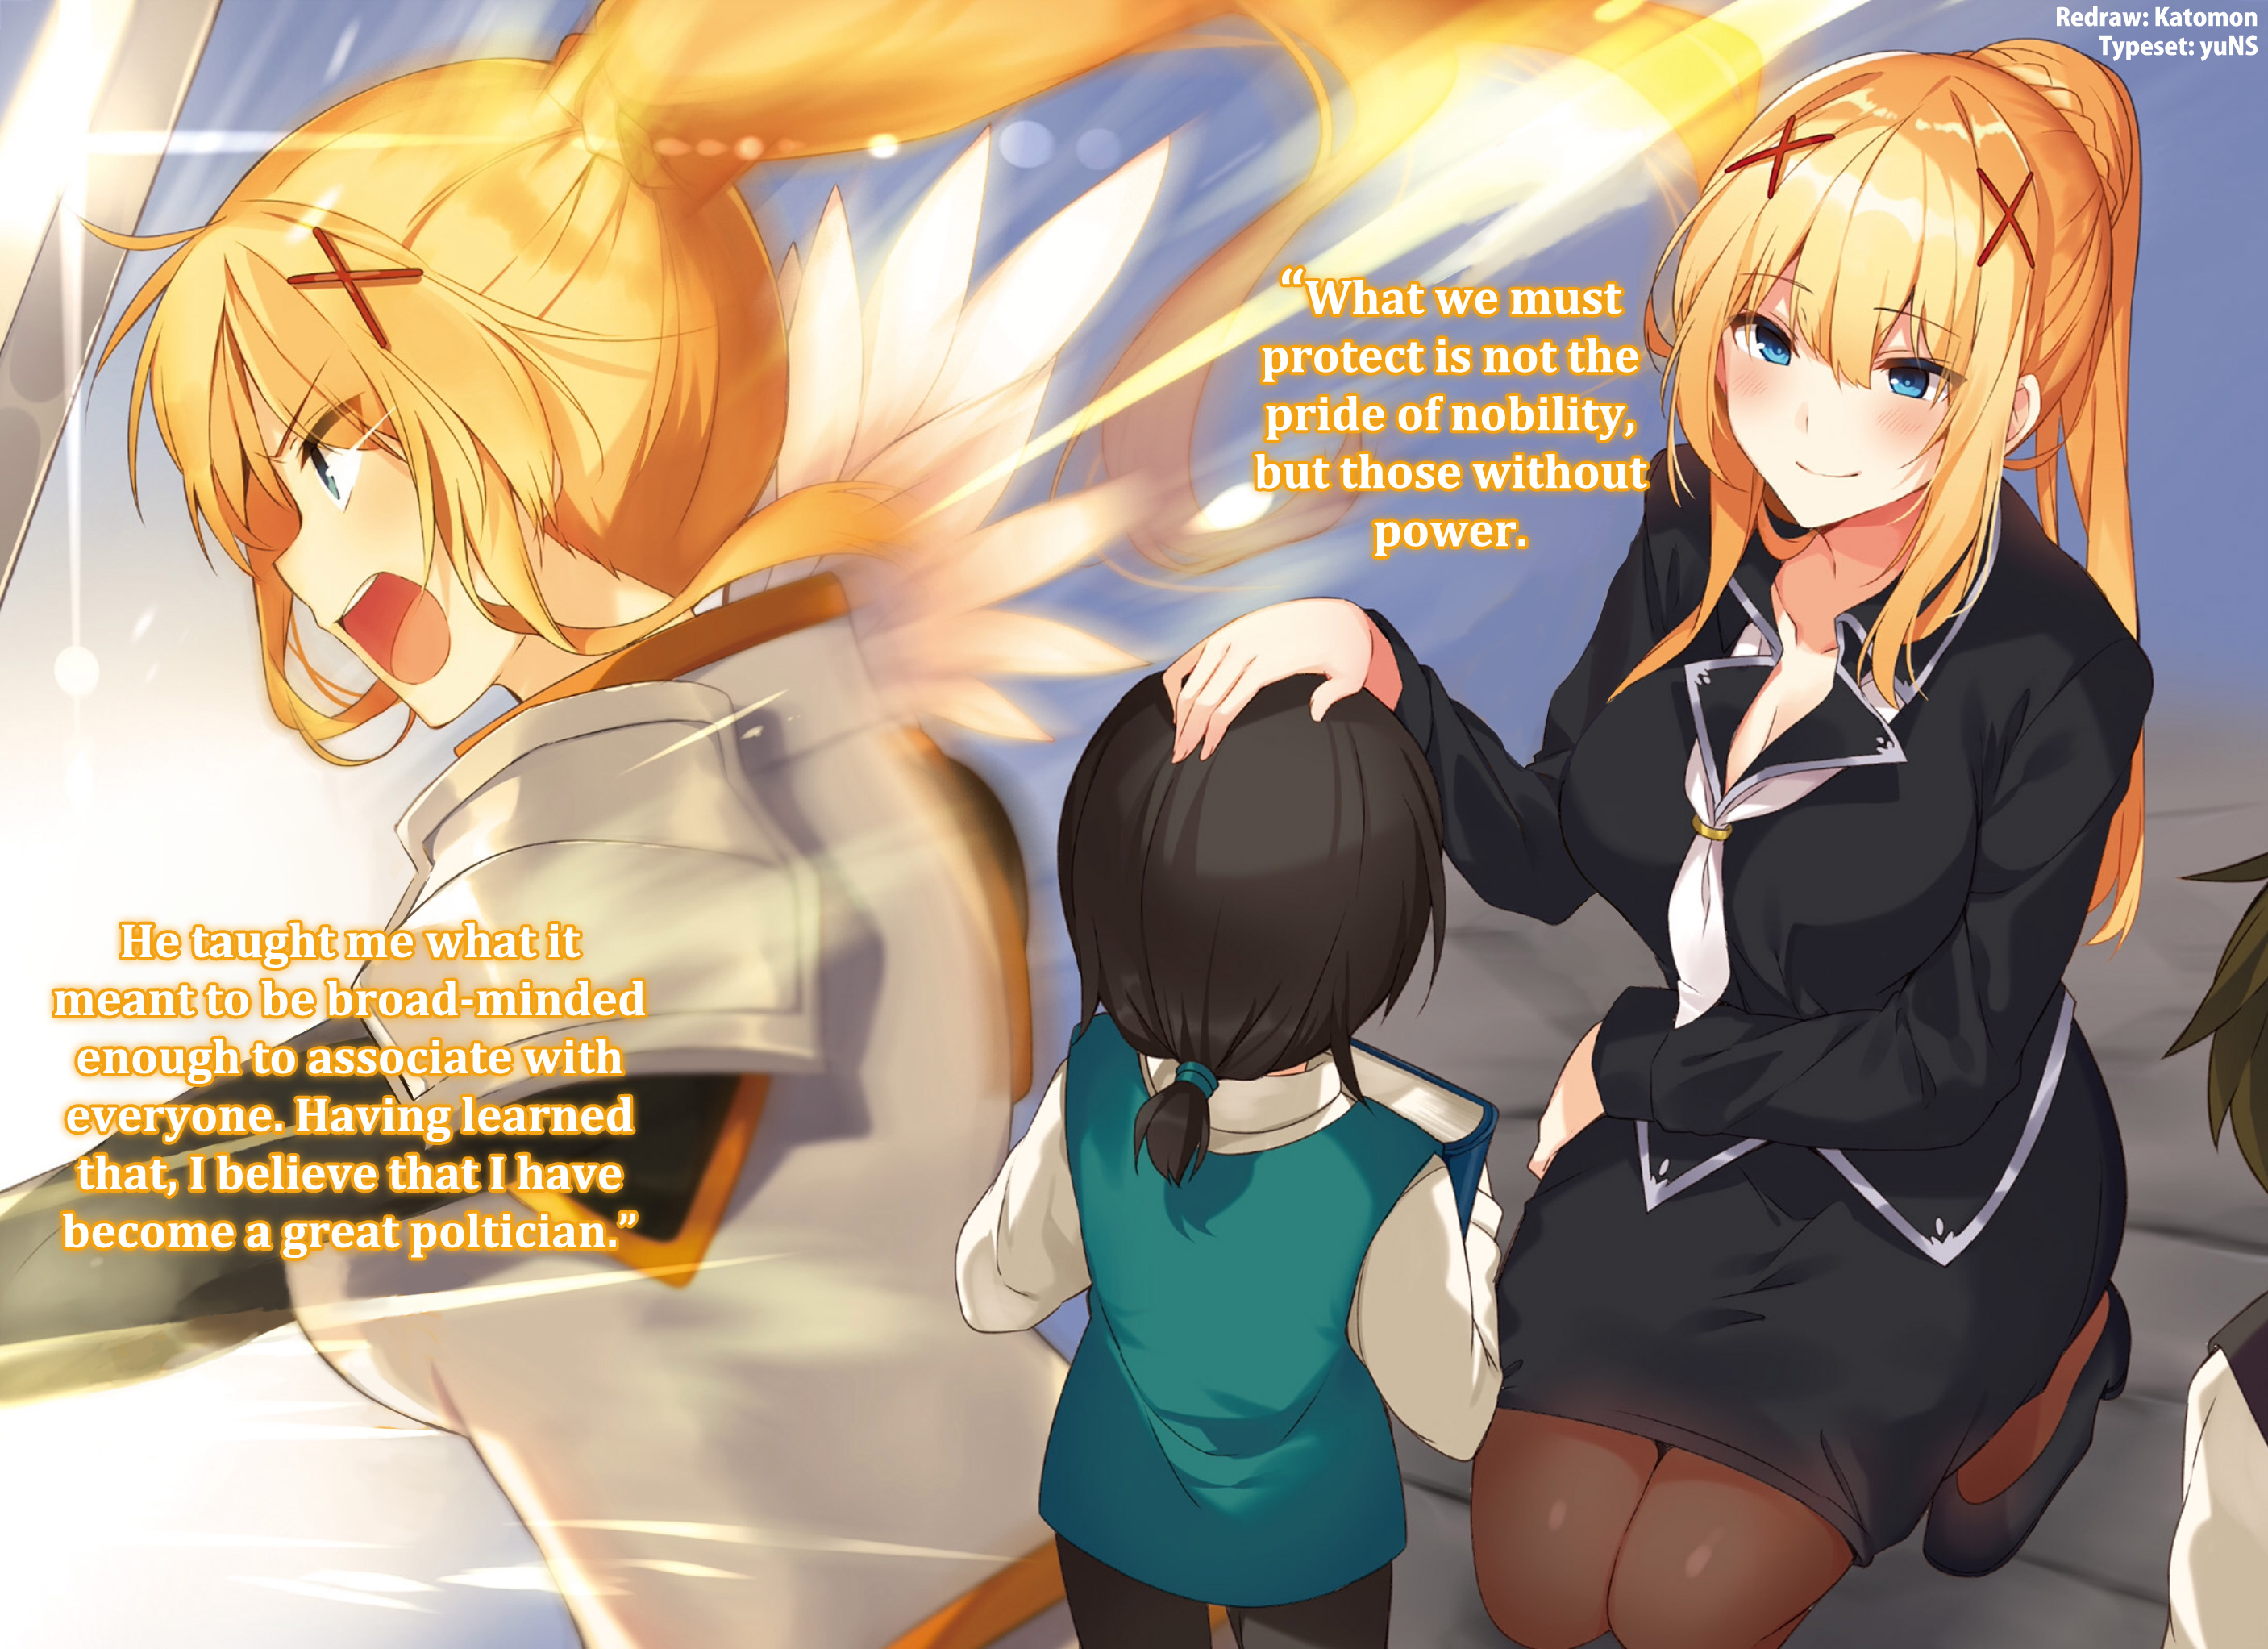 Redraw: Katomon
Typeset: yuNS
“What we must
protect is not the
pride of nobility,
but those without
power.
He taught me what it
meant to be broad-minded
enough to associate with
everyone. Having learned
that, I believe that I have
become a great poltician.”